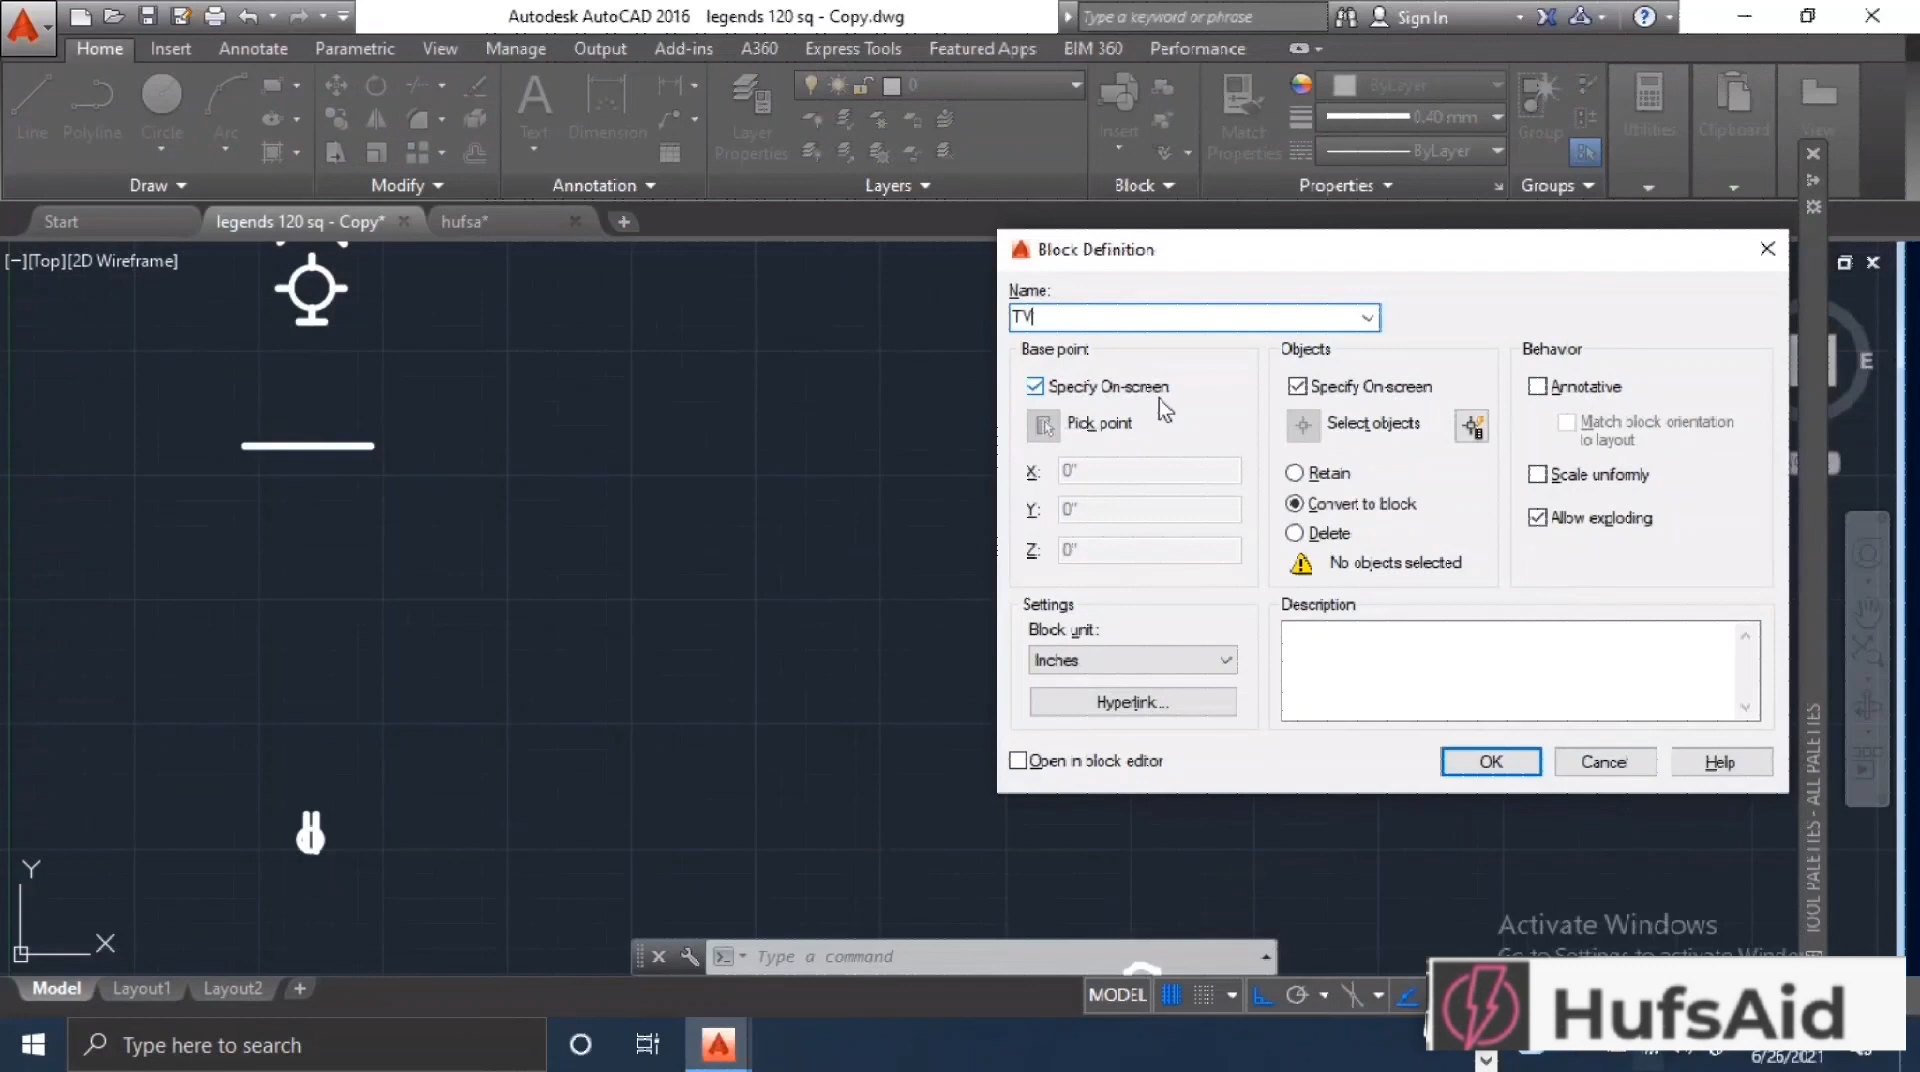 Autodesk AutoCAD 2016 legends 120 sq - Copy.dwg
Type a keyword or phrase
Sign In
Home Insert Annotate Parametric View Manage Output Add-ins A360 Express Tools Featured Apps BIM 360 Performance
Line Polyline Circle Arc
Text Dimension
Layer Properties
0
Insert
Match Properties
ByLayer
0.40 mm
ByLayer
Group
Utilities
Clipboard
View
Draw Modify Annotation Layers Block Properties Groups
Start legends 120 sq - Copy* hufsa*
[−][Top][2D Wireframe]
Block Definition
Name:
TV
Base point
Specify On-screen
Pick point
X: 0"
Y: 0"
Z: 0"
Objects
Specify On-screen
Select objects
Retain
Convert to block
Delete
No objects selected
Behavior
Annotative
Match block orientation
to layout
Scale uniformly
Allow exploding
Settings
Block unit:
Inches
Hyperlink...
Description
Open in block editor
OK Cancel Help
E
TOOL PALETTES - ALL PALETTES
Y
X
Activate Windows
Go to Settings to activate Windo
Type a command
Model Layout1 Layout2
MODEL
HufsAid
Type here to search
6/26/2021